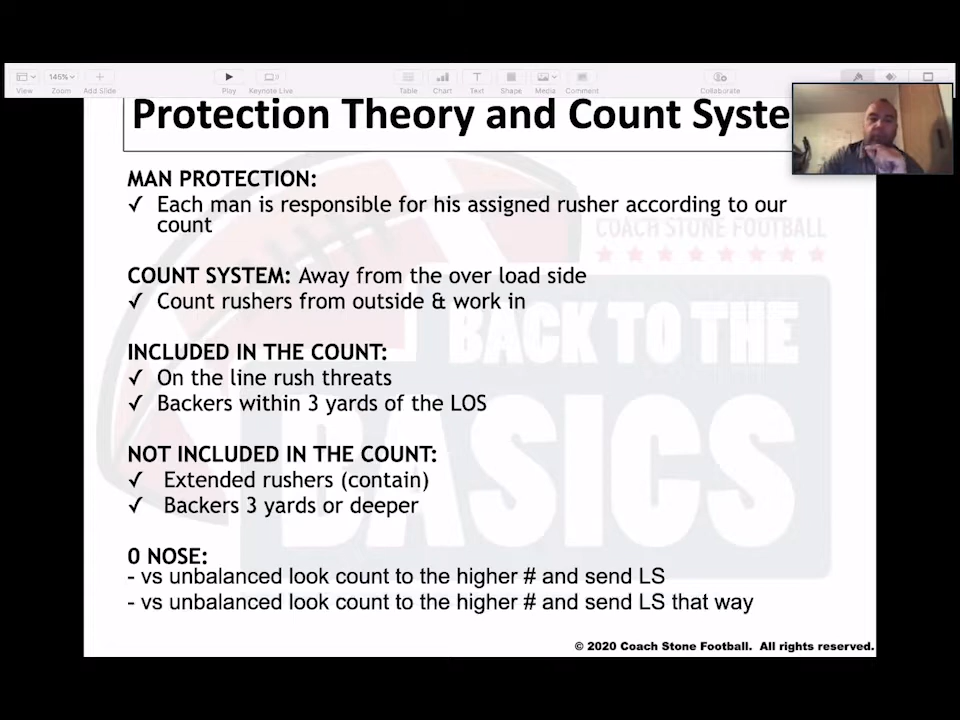 146%
View Zoom Add Slide Play Keynote Live Table Chart Text Shape Media Comment Collaborate
Protection Theory and Count Syste
MAN PROTECTION:
✓ Each man is responsible for his assigned rusher according to our
count
COACH STONE FOOTBALL
COUNT SYSTEM: Away from the over load side
✓ Count rushers from outside & work in
BACK TO THE
INCLUDED IN THE COUNT:
✓ On the line rush threats
✓ Backers within 3 yards of the LOS
BASICS
NOT INCLUDED IN THE COUNT:
✓ Extended rushers (contain)
✓ Backers 3 yards or deeper
0 NOSE:
- vs unbalanced look count to the higher # and send LS
- vs unbalanced look count to the higher # and send LS that way
© 2020 Coach Stone Football. All rights reserved.